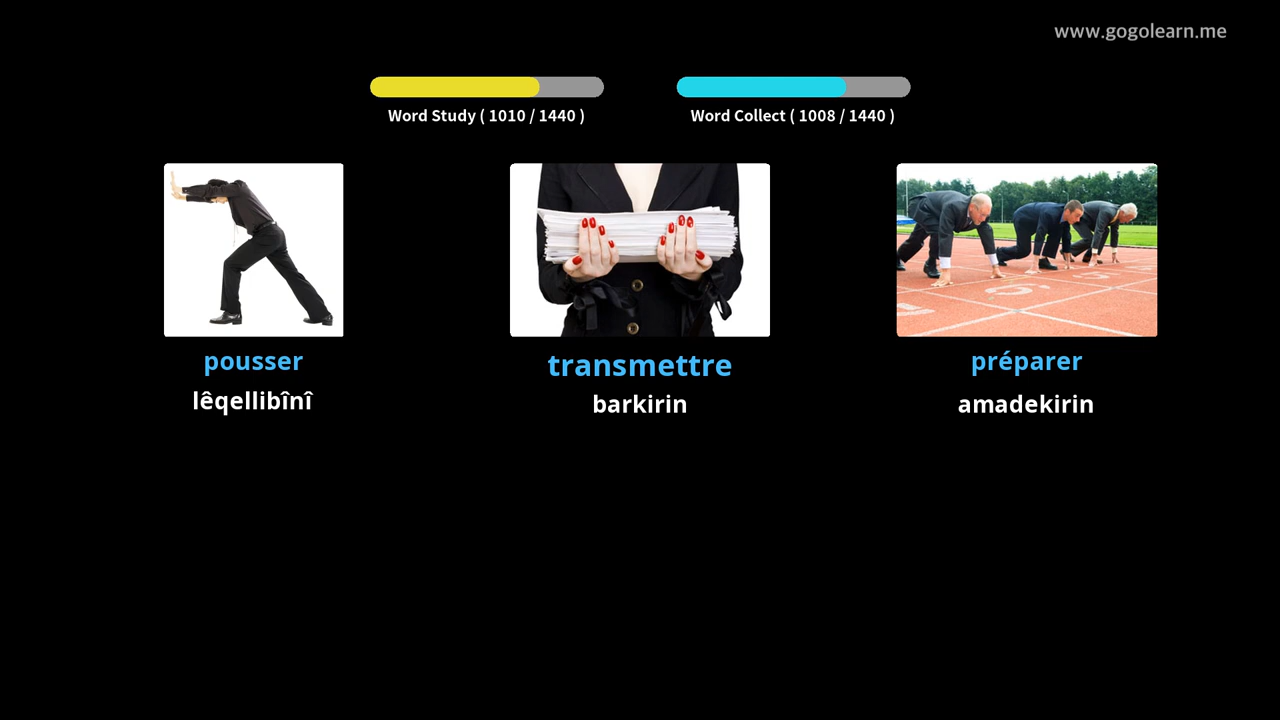 www.gogolearn.me
Word Study ( 1010 / 1440 )
Word Collect ( 1008 / 1440 )
pousser
lêqellibînî
transmettre
barkirin
préparer
amadekirin